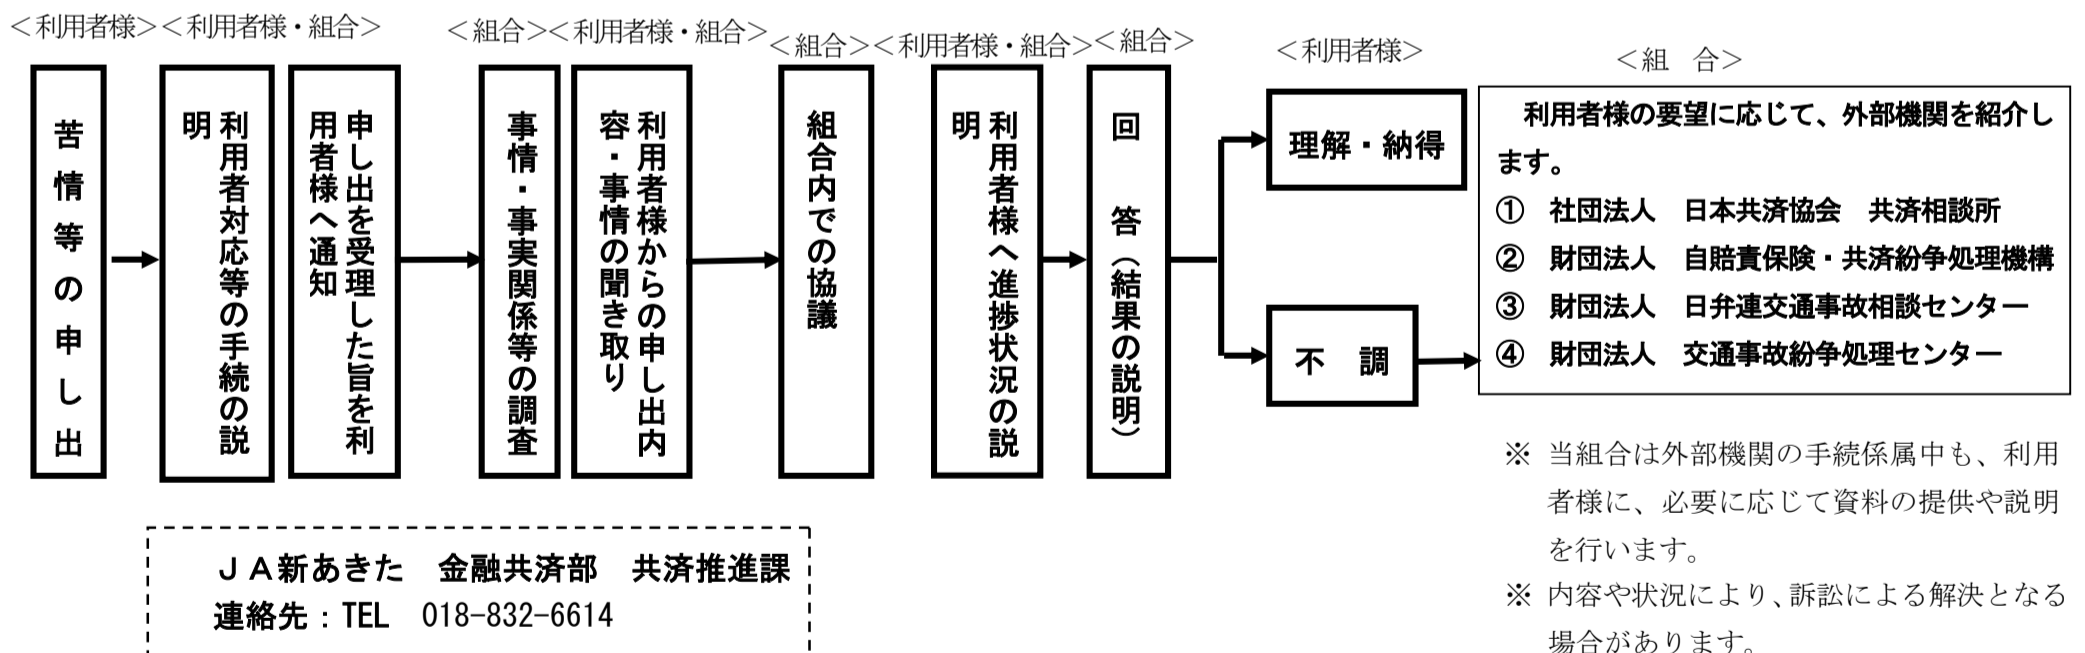 ＜利用者様＞
＜利用者様・組合＞
＜組合＞
＜利用者様・組合＞
＜組合＞
＜利用者様・組合＞
＜組合＞
＜利用者様＞
＜組　合＞
苦情等の申し出
利用者対応等の手続の説
明
申し出を受理した旨を利
用者様へ通知
事情・事実関係等の調査
利用者様からの申し出内
容・事情の聞き取り
組合内での協議
利用者様へ進捗状況の説
明
回　答（結果の説明）
理解・納得
不　調
利用者様の要望に応じて、外部機関を紹介し
ます。
①　社団法人　日本共済協会　共済相談所
②　財団法人　自賠責保険・共済紛争処理機構
③　財団法人　日弁連交通事故相談センター
④　財団法人　交通事故紛争処理センター
※ 当組合は外部機関の手続係属中も、利用
者様に、必要に応じて資料の提供や説明
を行います。
※ 内容や状況により、訴訟による解決となる
場合があります。
ＪＡ新あきた　金融共済部　共済推進課
連絡先：TEL　018-832-6614